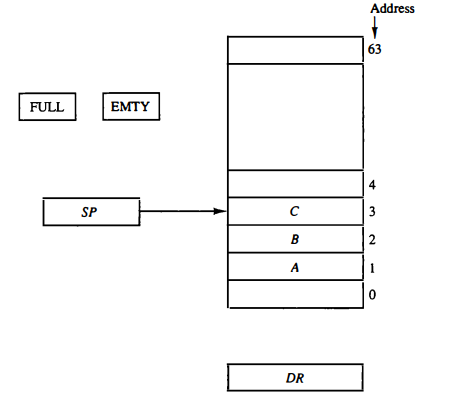 Address
63
FULL EMTY
4
SP C 3
B 2
A 1
0
DR